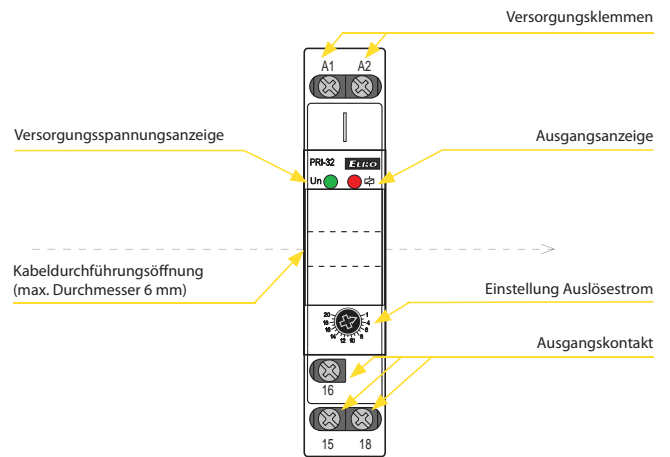 Versorgungsklemmen
A1 A2
Versorgungsspannungsanzeige
Ausgangsanzeige
PRI-32 ELKO
Un
Kabeldurchführungsöffnung
(max. Durchmesser 6 mm)
Einstellung Auslösestrom
20 1
18 4
16 6
14 12 10 8
Ausgangskontakt
16
15 18